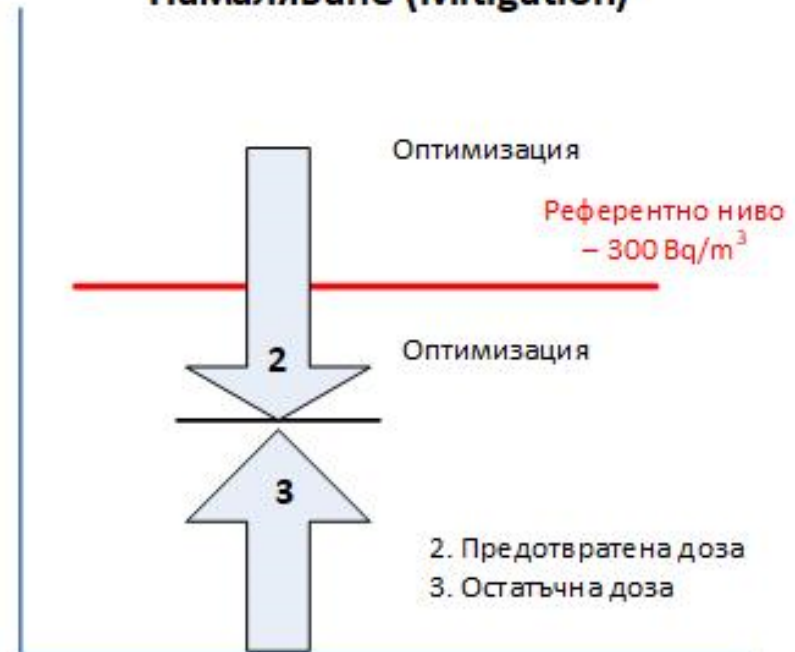 Намаляване (Mitigation)
Оптимизация
Референтно ниво
– 300 Bq/m³
2
Оптимизация
3
2. Предотвратена доза
3. Остатъчна доза